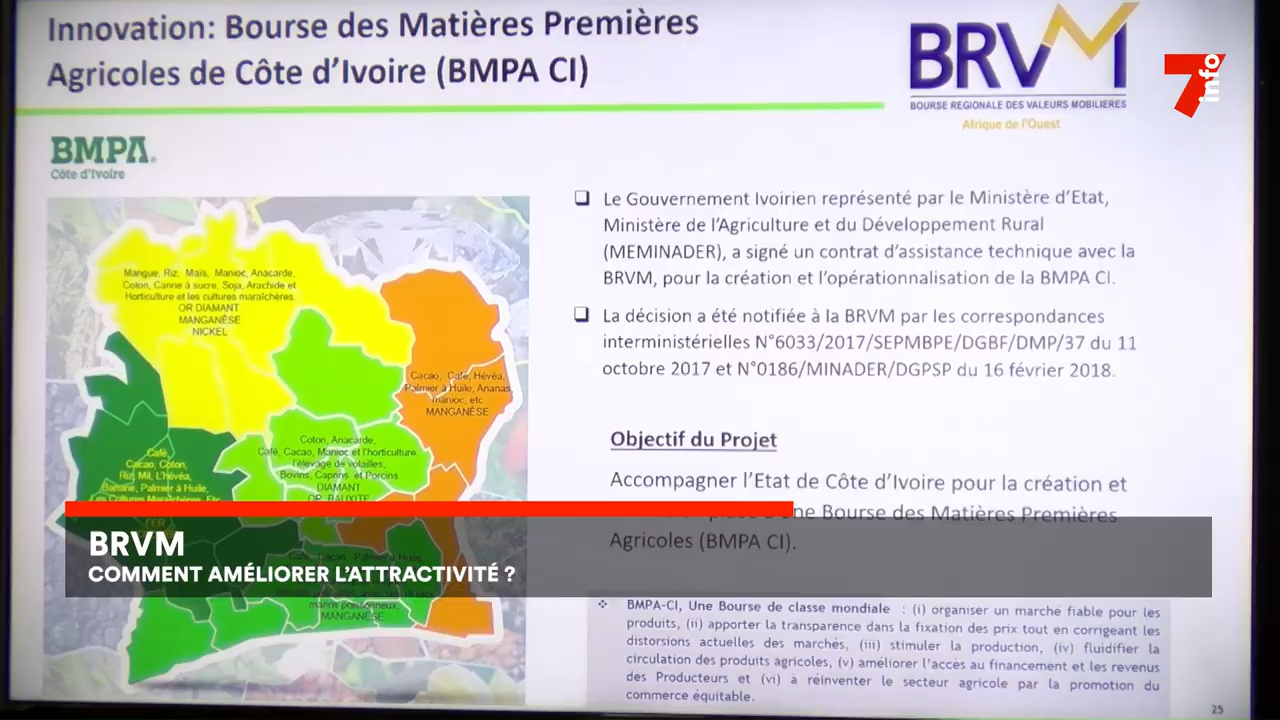 Innovation: Bourse des Matières Premières
Agricoles de Côte d'Ivoire (BMPA CI)
BRVM
BOURSE REGIONALE DES VALEURS MOBILIERES
Afrique de l'Ouest
7info
BMPA
Côte d'Ivoire
Mangue, Riz, Maïs, Manioc, Anacarde,
Coton, Canne à sucre, Soja, Arachide et
Horticulture et les cultures maraîchères.
OR DIAMANT
MANGANÈSE
NICKEL
Cacao, Café, Hévéa,
Palmier à Huile, Ananas,
manioc, etc.
MANGANÈSE
Coton, Anacarde,
Café, Cacao, Manioc et l'horticulture
l'élevage de volailles,
Bovins, Caprins et Porcins
DIAMANT
OR, BAUXITE
Café,
Cacao, Coton,
Riz, Mil, L'hévéa,
Banane, Palmier à Huile,
Les Cultures Maraîchères, Etc
FER
Café, Cacao, Palmier à Huile,
MANGANÈSE
❑ Le Gouvernement Ivoirien représenté par le Ministère d'Etat,
Ministère de l'Agriculture et du Développement Rural
(MEMINADER), a signé un contrat d'assistance technique avec la
BRVM, pour la création et l'opérationnalisation de la BMPA CI.
❑ La décision a été notifiée à la BRVM par les correspondances
interministérielles N°6033/2017/SEPMBPE/DGBF/DMP/37 du 11
octobre 2017 et N°0186/MINADER/DGPSP du 16 février 2018.
Objectif du Projet
Accompagner l'Etat de Côte d'Ivoire pour la création et
une Bourse des Matières Premières
Agricoles (BMPA CI).
BRVM
COMMENT AMÉLIORER L'ATTRACTIVITÉ ?
❖ BMPA-CI, Une Bourse de classe mondiale : (i) organiser un marché fiable pour les
produits, (ii) apporter la transparence dans la fixation des prix tout en corrigeant les
distorsions actuelles des marchés, (iii) stimuler la production, (iv) fluidifier la
circulation des produits agricoles, (v) améliorer l'accès au financement et les revenus
des Producteurs et (vi) à réinventer le secteur agricole par la promotion du
commerce équitable.
25